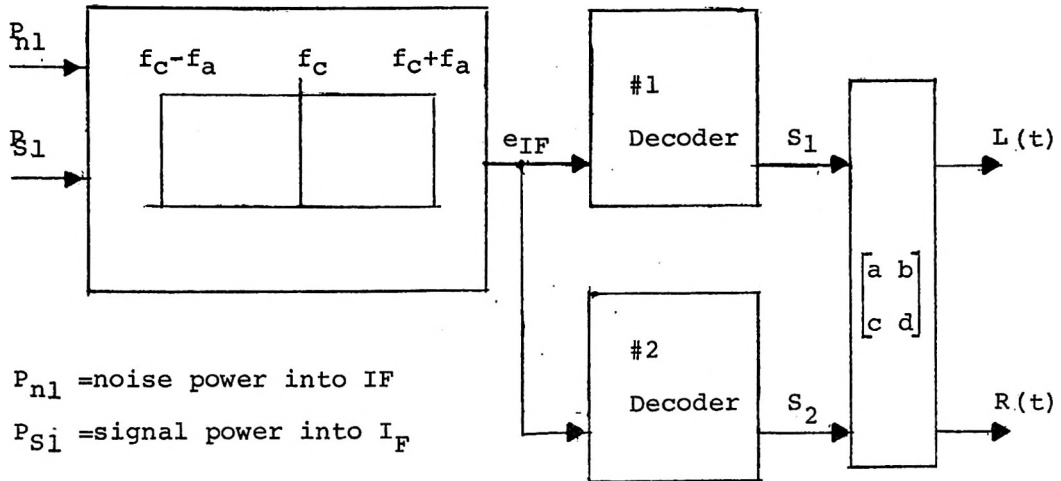 Pn1
fc-fa fc fc+fa
PS1
eIF
#1
Decoder
S1
L(t)
[a b
c d]
#2
Decoder
S2
R(t)
Pn1 =noise power into IF
PSi =signal power into IF